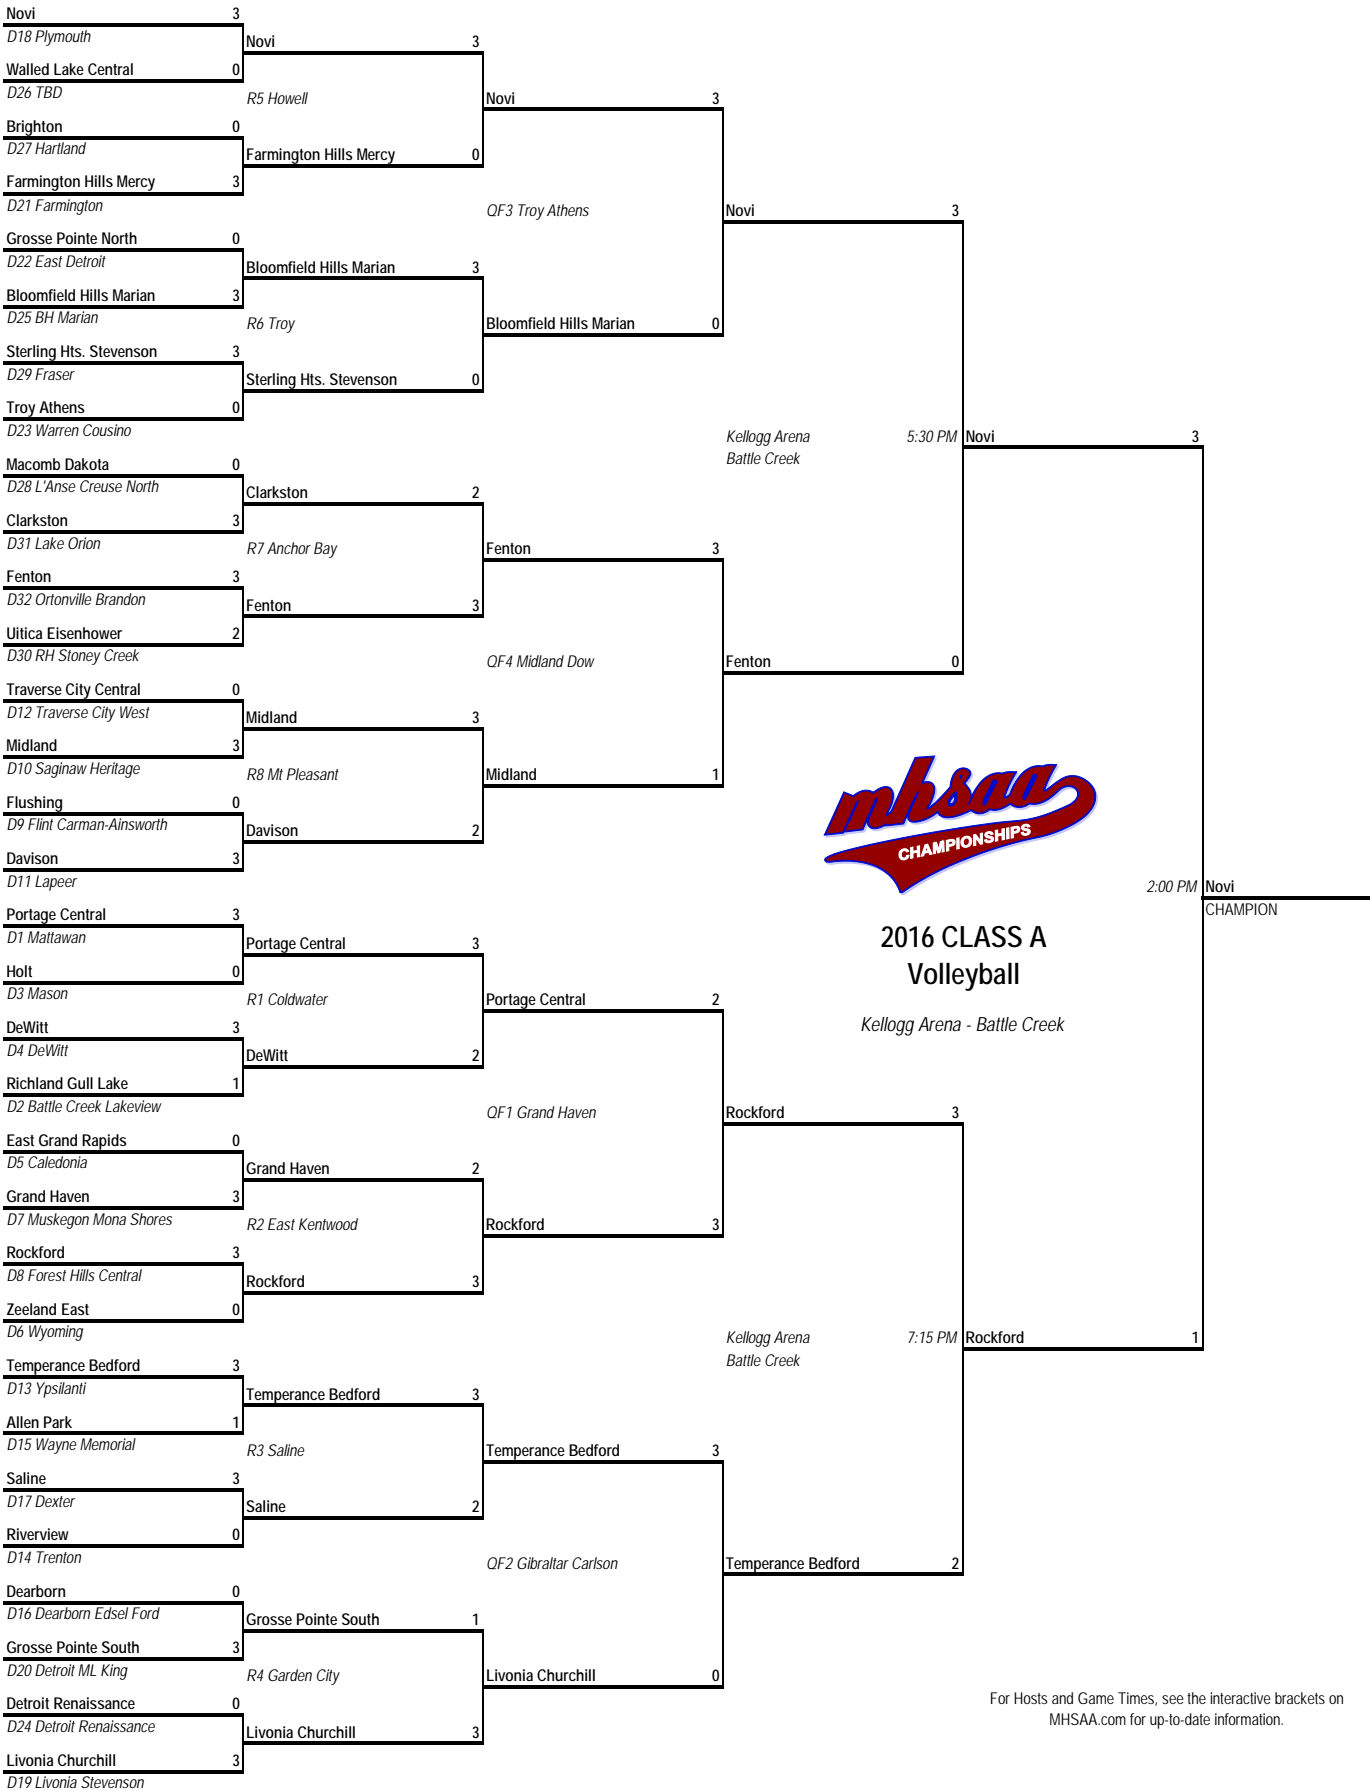 Novi 3
D18 Plymouth
Walled Lake Central 0
D26 TBD
Brighton 0
D27 Hartland
Farmington Hills Mercy 3
D21 Farmington
Grosse Pointe North 0
D22 East Detroit
Bloomfield Hills Marian 3
D25 BH Marian
Sterling Hts. Stevenson 3
D29 Fraser
Troy Athens 0
D23 Warren Cousino
Macomb Dakota 0
D28 L'Anse Creuse North
Clarkston 3
D31 Lake Orion
Fenton 3
D32 Ortonville Brandon
Uitica Eisenhower 2
D30 RH Stoney Creek
Traverse City Central 0
D12 Traverse City West
Midland 3
D10 Saginaw Heritage
Flushing 0
D9 Flint Carman-Ainsworth
Davison 3
D11 Lapeer
Portage Central 3
D1 Mattawan
Holt 0
D3 Mason
DeWitt 3
D4 DeWitt
Richland Gull Lake 1
D2 Battle Creek Lakeview
East Grand Rapids 0
D5 Caledonia
Grand Haven 3
D7 Muskegon Mona Shores
Rockford 3
D8 Forest Hills Central
Zeeland East 0
D6 Wyoming
Temperance Bedford 3
D13 Ypsilanti
Allen Park 1
D15 Wayne Memorial
Saline 3
D17 Dexter
Riverview 0
D14 Trenton
Dearborn 0
D16 Dearborn Edsel Ford
Grosse Pointe South 3
D20 Detroit ML King
Detroit Renaissance 0
D24 Detroit Renaissance
Livonia Churchill 3
D19 Livonia Stevenson
Novi 3
R5 Howell
Farmington Hills Mercy 0
Bloomfield Hills Marian 3
R6 Troy
Sterling Hts. Stevenson 0
Clarkston 2
R7 Anchor Bay
Fenton 3
Midland 3
R8 Mt Pleasant
Davison 2
Portage Central 3
R1 Coldwater
DeWitt 2
Grand Haven 2
R2 East Kentwood
Rockford 3
Temperance Bedford 3
R3 Saline
Saline 2
Grosse Pointe South 1
R4 Garden City
Livonia Churchill 3
Novi 3
QF3 Troy Athens
Bloomfield Hills Marian 0
Fenton 3
QF4 Midland Dow
Midland 1
Portage Central 2
QF1 Grand Haven
Rockford 3
Temperance Bedford 3
QF2 Gibraltar Carlson
Livonia Churchill 0
Novi 3
Kellogg Arena 5:30 PM
Battle Creek
Fenton 0
Rockford 3
Kellogg Arena 7:15 PM
Battle Creek
Temperance Bedford 2
Novi 3
Rockford 1
2:00 PM Novi
CHAMPION
mhsaa
CHAMPIONSHIPS
2016 CLASS A
Volleyball
Kellogg Arena - Battle Creek
For Hosts and Game Times, see the interactive brackets on
MHSAA.com for up-to-date information.